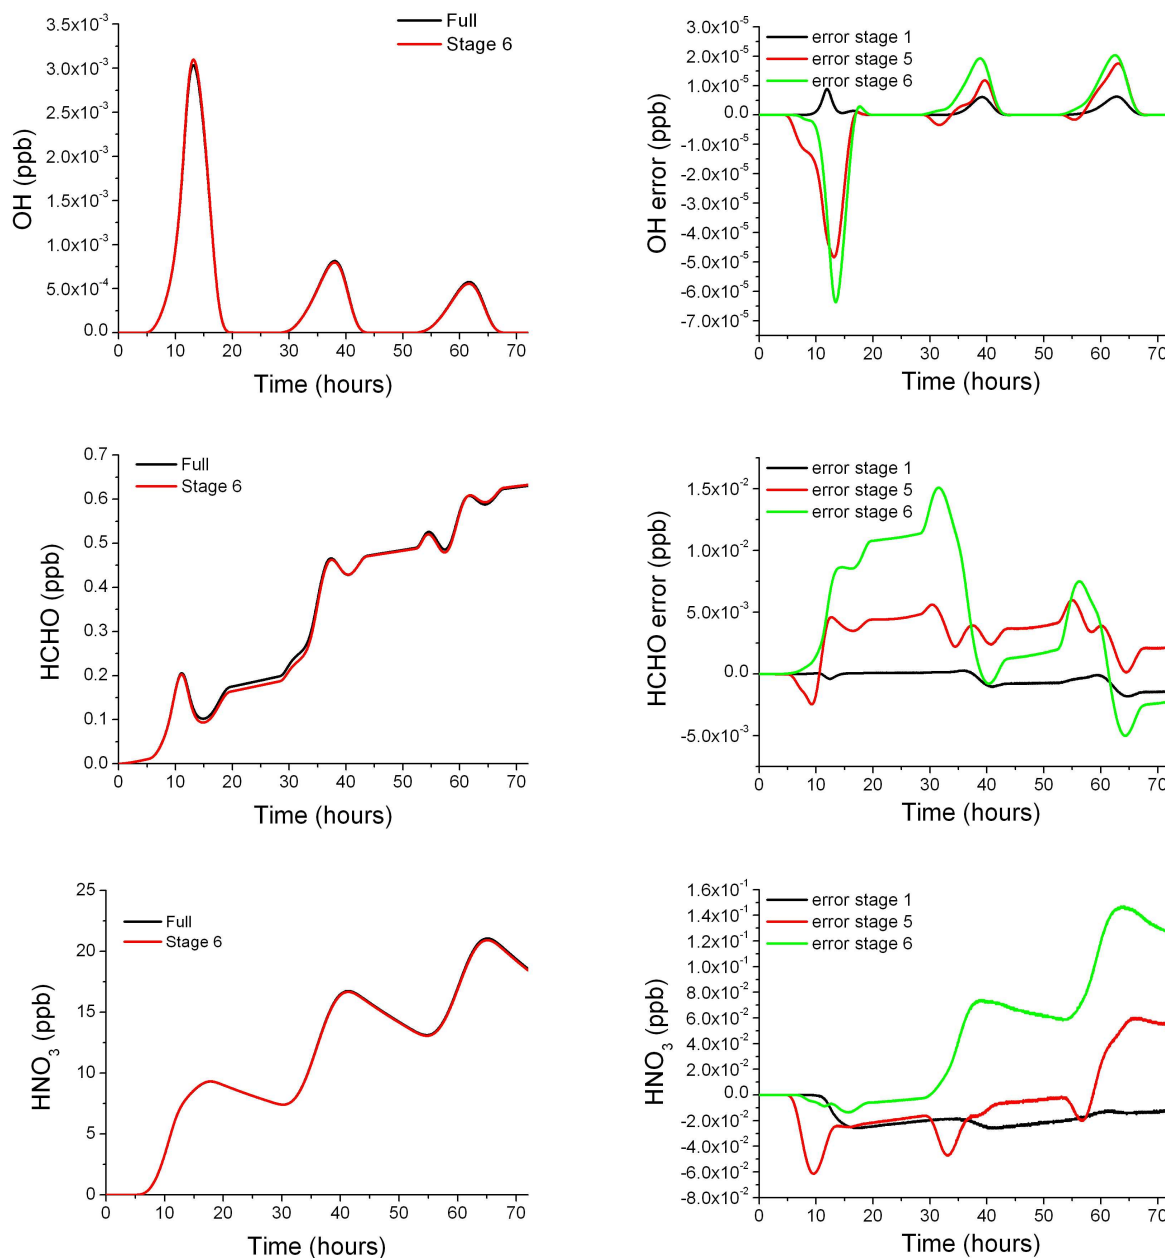 3.5x10⁻³
3.0x10⁻³
2.5x10⁻³
2.0x10⁻³
1.5x10⁻³
1.0x10⁻³
5.0x10⁻⁴
0.0
OH (ppb)
Full
Stage 6
0 10 20 30 40 50 60 70
Time (hours)
3.0x10⁻⁵
2.0x10⁻⁵
1.0x10⁻⁵
0.0
-1.0x10⁻⁵
-2.0x10⁻⁵
-3.0x10⁻⁵
-4.0x10⁻⁵
-5.0x10⁻⁵
-6.0x10⁻⁵
-7.0x10⁻⁵
OH error (ppb)
error stage 1
error stage 5
error stage 6
0 10 20 30 40 50 60 70
Time (hours)
0.7
0.6
0.5
0.4
0.3
0.2
0.1
0.0
HCHO (ppb)
Full
Stage 6
0 10 20 30 40 50 60 70
Time (hours)
1.5x10⁻²
1.0x10⁻²
5.0x10⁻³
0.0
-5.0x10⁻³
HCHO error (ppb)
error stage 1
error stage 5
error stage 6
0 10 20 30 40 50 60 70
Time (hours)
25
20
15
10
5
0
HNO₃ (ppb)
Full
Stage 6
0 10 20 30 40 50 60 70
Time (hours)
1.6x10⁻¹
1.4x10⁻¹
1.2x10⁻¹
1.0x10⁻¹
8.0x10⁻²
6.0x10⁻²
4.0x10⁻²
2.0x10⁻²
0.0
-2.0x10⁻²
-4.0x10⁻²
-6.0x10⁻²
-8.0x10⁻²
HNO₃ (ppb)
error stage 1
error stage 5
error stage 6
0 10 20 30 40 50 60 70
Time (hours)